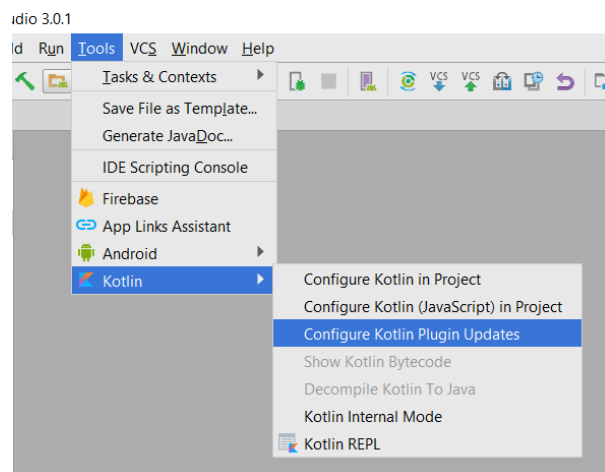 udio 3.0.1
ld Run Tools VCS Window Help
VCS VCS
Tasks & Contexts
Save File as Template...
Generate JavaDoc...
IDE Scripting Console
Firebase
App Links Assistant
Android
Kotlin
Configure Kotlin in Project
Configure Kotlin (JavaScript) in Project
Configure Kotlin Plugin Updates
Show Kotlin Bytecode
Decompile Kotlin To Java
Kotlin Internal Mode
Kotlin REPL